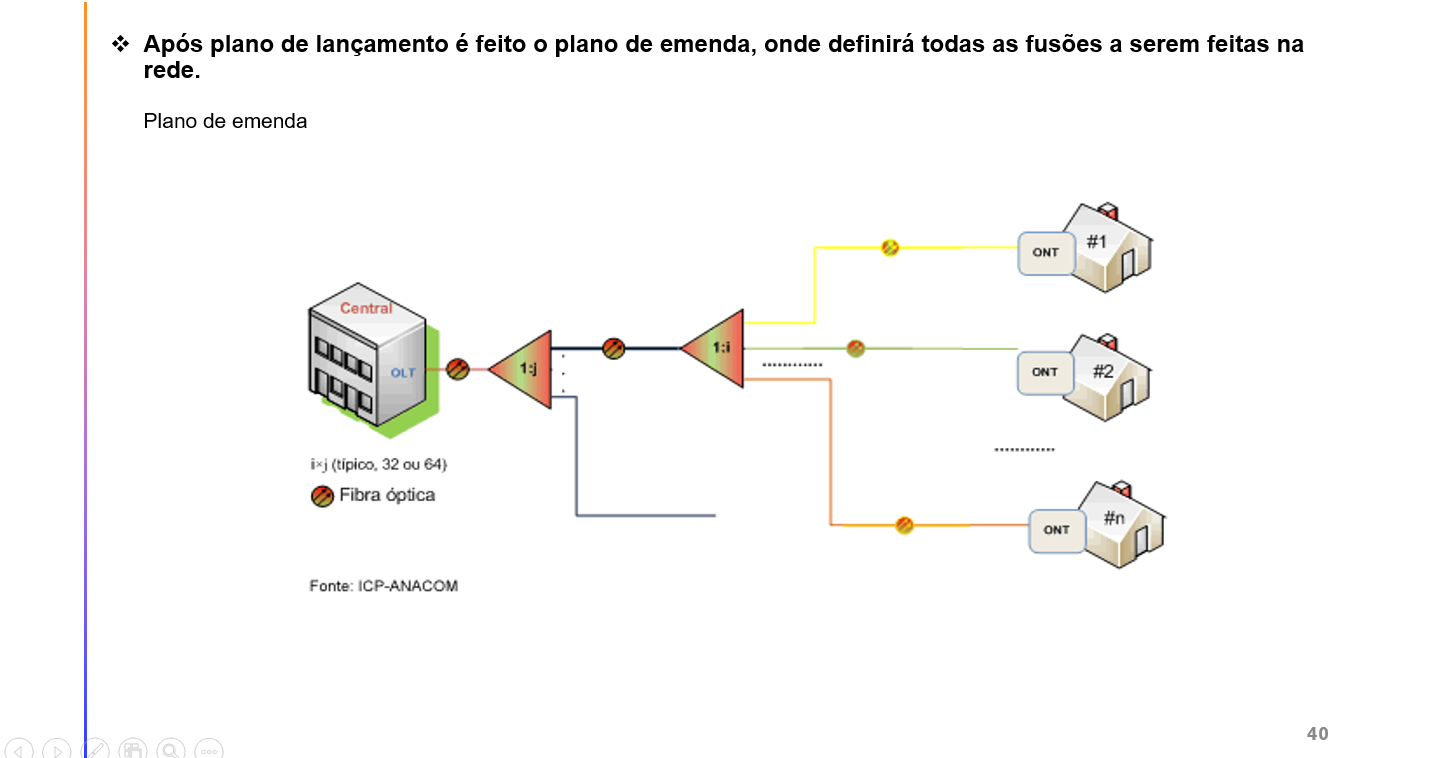 ❖ Após plano de lançamento é feito o plano de emenda, onde definirá todas as fusões a serem feitas na
rede.
Plano de emenda
#1
ONT
Central
1:i
1:j
OLT
#2
ONT
i×j (típico, 32 ou 64)
Fibra óptica
#n
ONT
Fonte: ICP-ANACOM
40